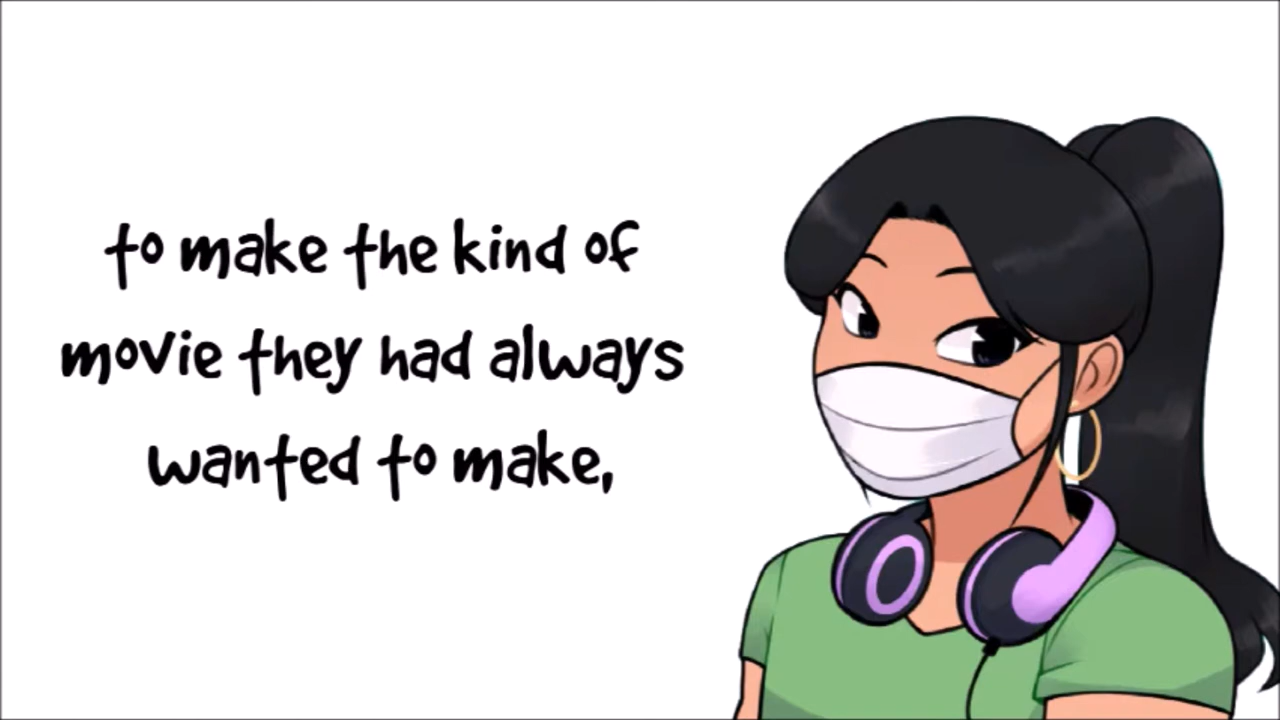 to make the kind of
movie they had always
wanted to make,